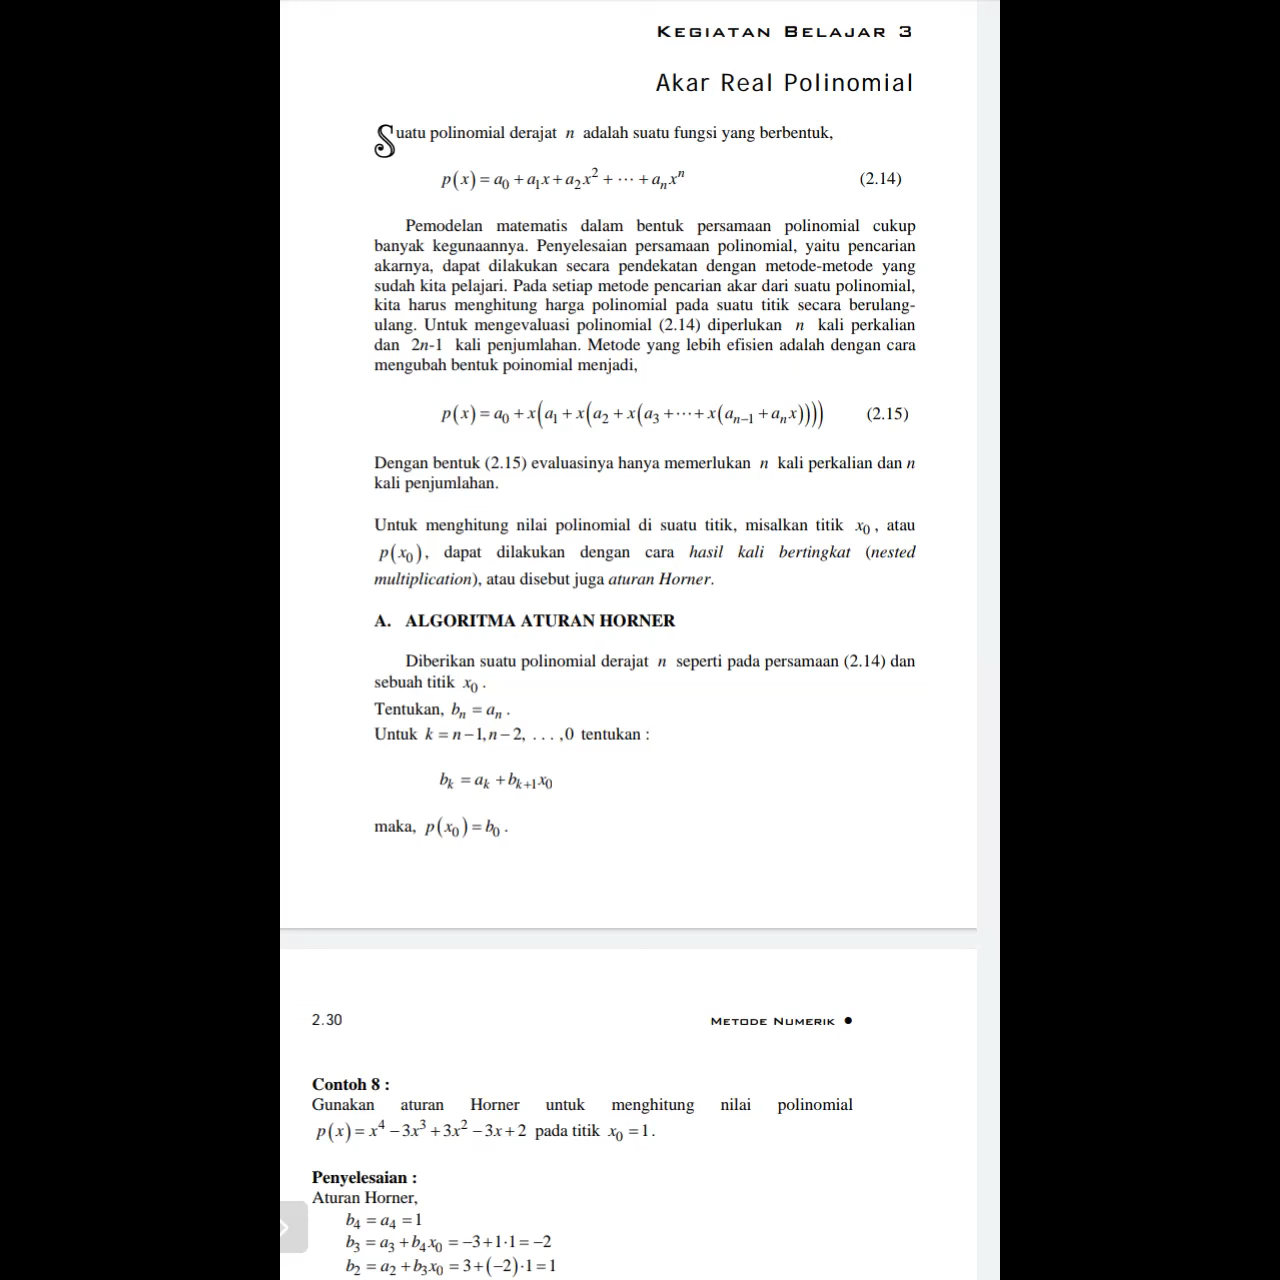 KEGIATAN BELAJAR 3
Akar Real Polinomial
Suatu polinomial derajat n adalah suatu fungsi yang berbentuk,
p(x) = a₀ + a₁x + a₂x² + ⋯ + aₙxⁿ (2.14)
Pemodelan matematis dalam bentuk persamaan polinomial cukup
banyak kegunaannya. Penyelesaian persamaan polinomial, yaitu pencarian
akarnya, dapat dilakukan secara pendekatan dengan metode-metode yang
sudah kita pelajari. Pada setiap metode pencarian akar dari suatu polinomial,
kita harus menghitung harga polinomial pada suatu titik secara berulang-
ulang. Untuk mengevaluasi polinomial (2.14) diperlukan n kali perkalian
dan 2n-1 kali penjumlahan. Metode yang lebih efisien adalah dengan cara
mengubah bentuk poinomial menjadi,
p(x) = a₀ + x(a₁ + x(a₂ + x(a₃ + ⋯ + x(aₙ₋₁ + aₙx)))) (2.15)
Dengan bentuk (2.15) evaluasinya hanya memerlukan n kali perkalian dan n
kali penjumlahan.
Untuk menghitung nilai polinomial di suatu titik, misalkan titik x₀, atau
p(x₀), dapat dilakukan dengan cara hasil kali bertingkat (nested
multiplication), atau disebut juga aturan Horner.
A. ALGORITMA ATURAN HORNER
Diberikan suatu polinomial derajat n seperti pada persamaan (2.14) dan
sebuah titik x₀.
Tentukan, bₙ = aₙ.
Untuk k = n−1, n−2, . . . ,0 tentukan :
bₖ = aₖ + bₖ₊₁x₀
maka, p(x₀) = b₀.
2.30 METODE NUMERIK ●
Contoh 8 :
Gunakan aturan Horner untuk menghitung nilai polinomial
p(x) = x⁴ − 3x³ + 3x² − 3x + 2 pada titik x₀ = 1.
Penyelesaian :
Aturan Horner,
b₄ = a₄ = 1
b₃ = a₃ + b₄x₀ = −3 + 1·1 = −2
b₂ = a₂ + b₃x₀ = 3 + (−2)·1 = 1